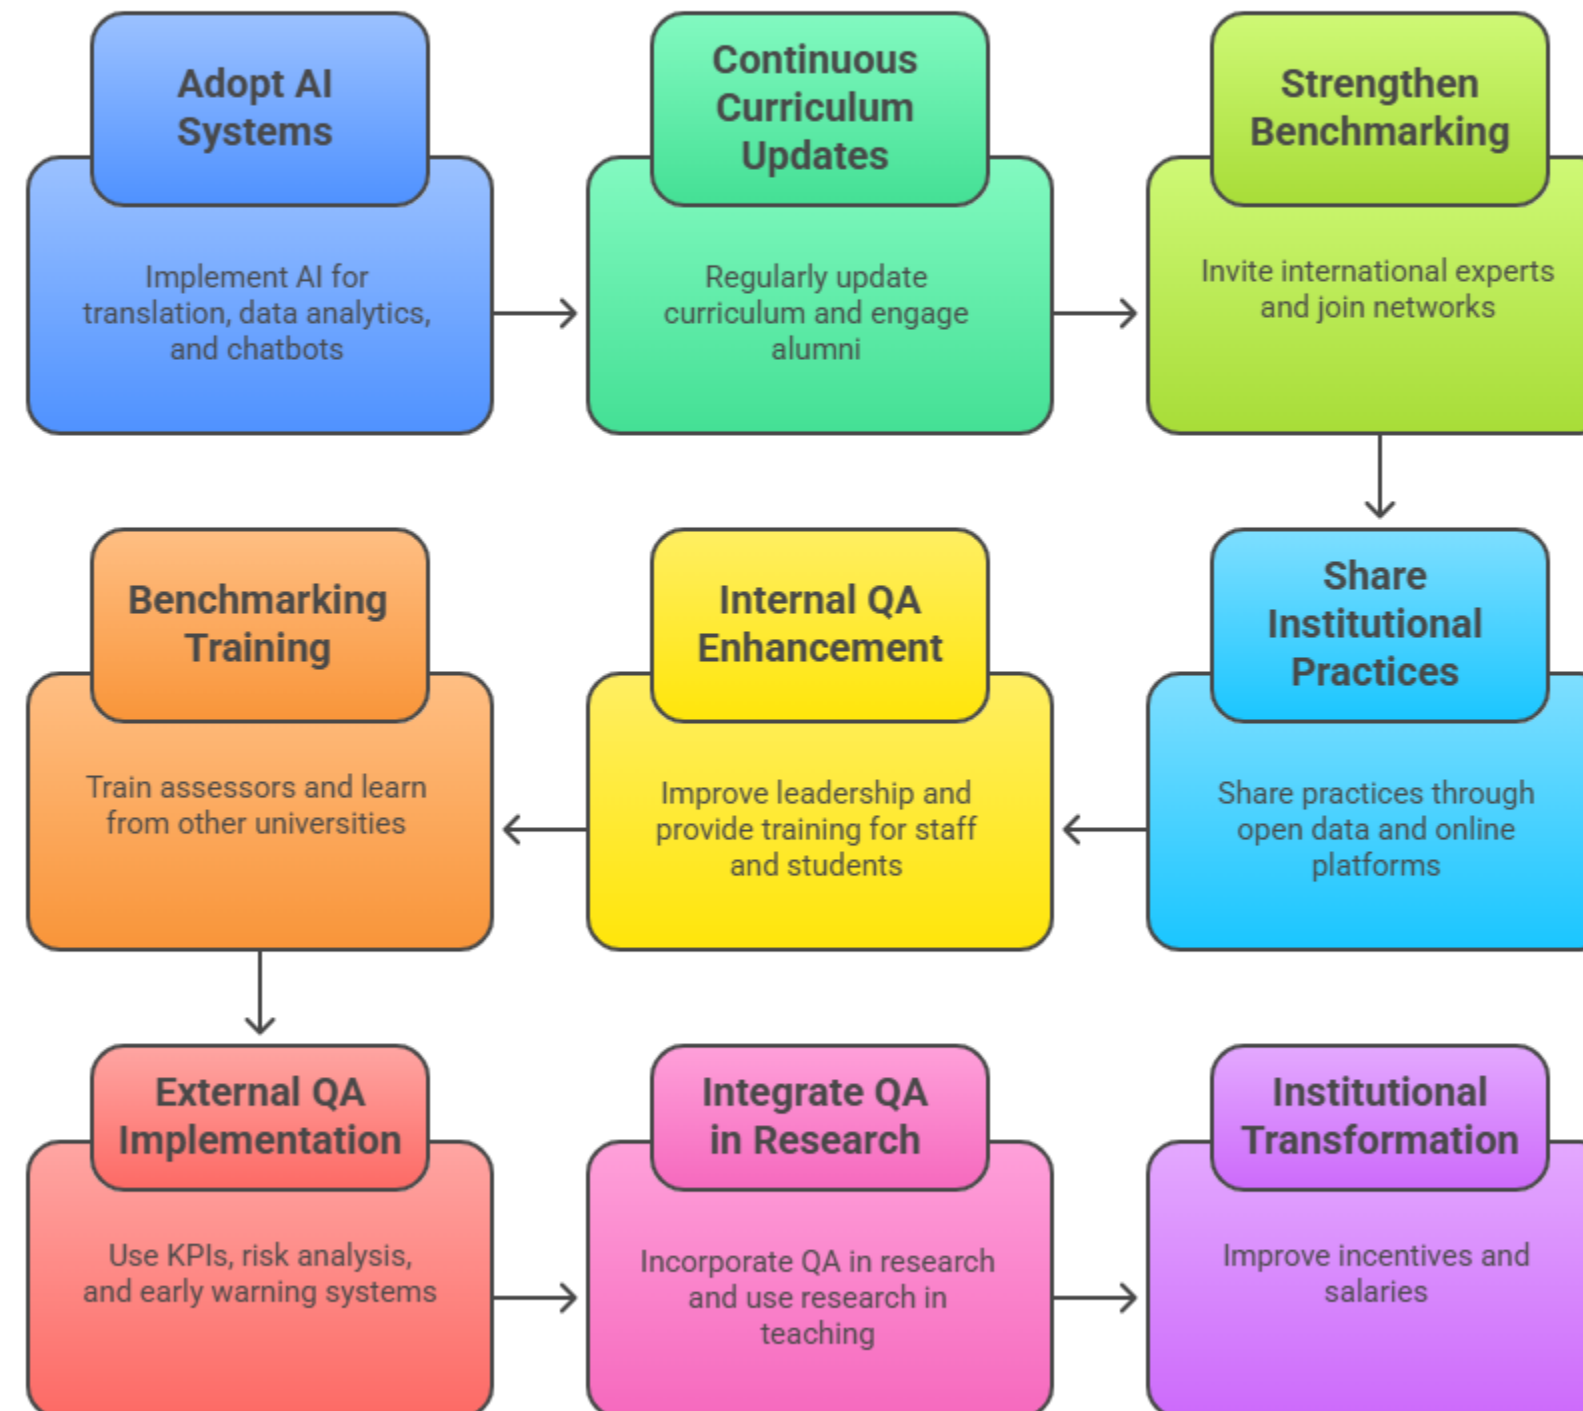 Adopt AI
Systems
Implement AI for
translation, data analytics,
and chatbots
Continuous
Curriculum
Updates
Regularly update
curriculum and engage
alumni
Strengthen
Benchmarking
Invite international experts
and join networks
Share
Institutional
Practices
Share practices through
open data and online
platforms
Internal QA
Enhancement
Improve leadership and
provide training for staff
and students
Benchmarking
Training
Train assessors and learn
from other universities
External QA
Implementation
Use KPIs, risk analysis,
and early warning systems
Integrate QA
in Research
Incorporate QA in research
and use research in
teaching
Institutional
Transformation
Improve incentives and
salaries